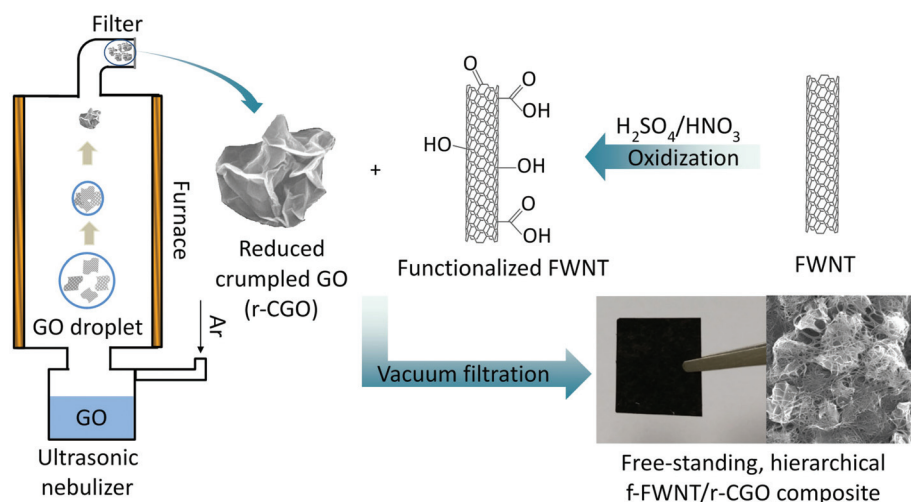 Filter
Furnace
GO droplet
Ar
GO
Ultrasonic
nebulizer
Reduced
crumpled GO
(r-CGO)
+
O
O
OH
HO
OH
O
OH
Functionalized FWNT
H₂SO₄/HNO₃
Oxidization
FWNT
Vacuum filtration
Free-standing, hierarchical
f-FWNT/r-CGO composite